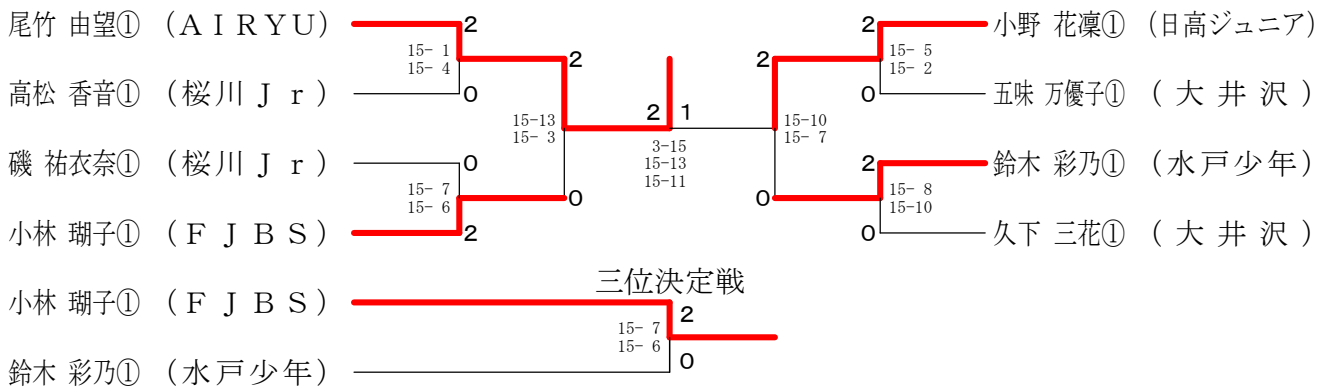 尾竹 由望① （ＡＩＲＹＵ） 2 2 小野 花凜① （日高ジュニア）
15- 1 2 2 15- 5
15- 4 15- 2
高松 香音① （桜川Ｊｒ） 0 0 五味 万優子① （大井沢）
15-13 2 1 15-10
15- 3 15- 7
3-15
15-13
15-11
磯 祐衣奈① （桜川Ｊｒ） 0 2 鈴木 彩乃① （水戸少年）
15- 7 0 0 15- 8
15- 6 15-10
小林 瑚子① （ＦＪＢＳ） 2 0 久下 三花① （大井沢）
三位決定戦
小林 瑚子① （ＦＪＢＳ） 2
15- 7
15- 6
鈴木 彩乃① （水戸少年） 0